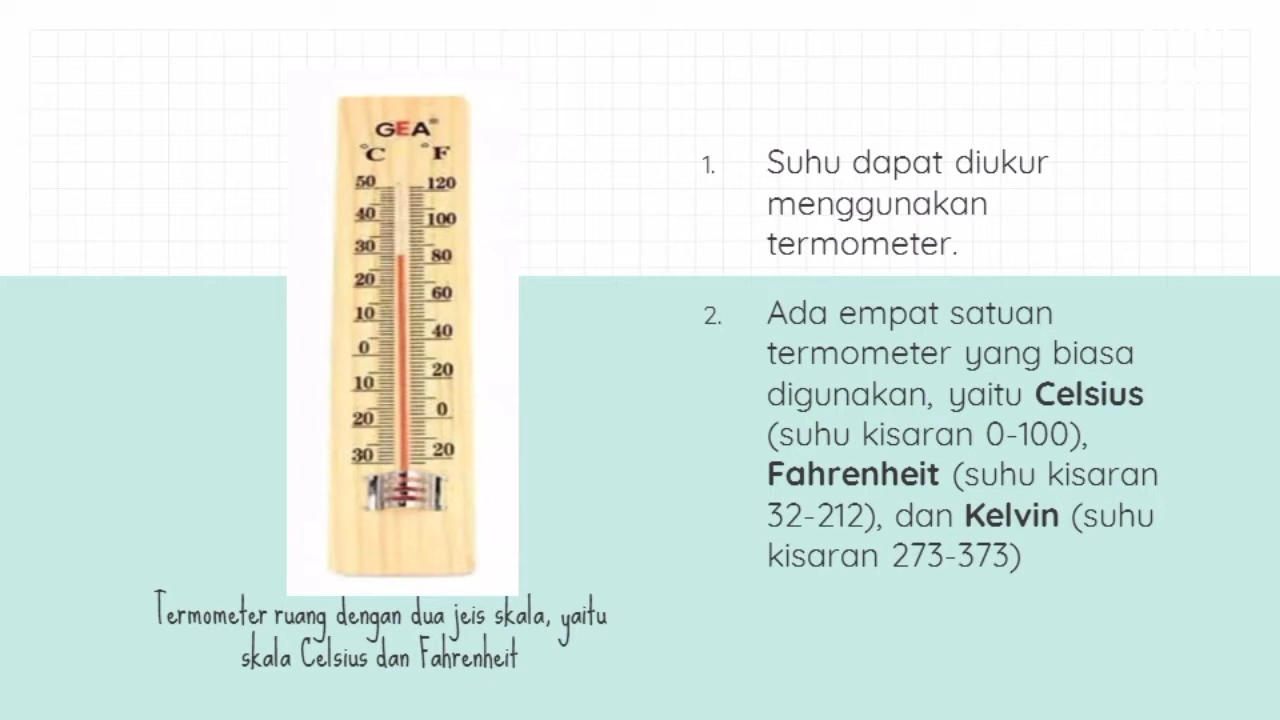 GEA®
°C °F
50 120
40 100
30 80
20 60
10 40
0 20
10 0
20 20
30
Termometer ruang dengan dua jeis skala, yaitu
skala Celsius dan Fahrenheit
1. Suhu dapat diukur
menggunakan
termometer.
2. Ada empat satuan
termometer yang biasa
digunakan, yaitu Celsius
(suhu kisaran 0-100),
Fahrenheit (suhu kisaran
32-212), dan Kelvin (suhu
kisaran 273-373)